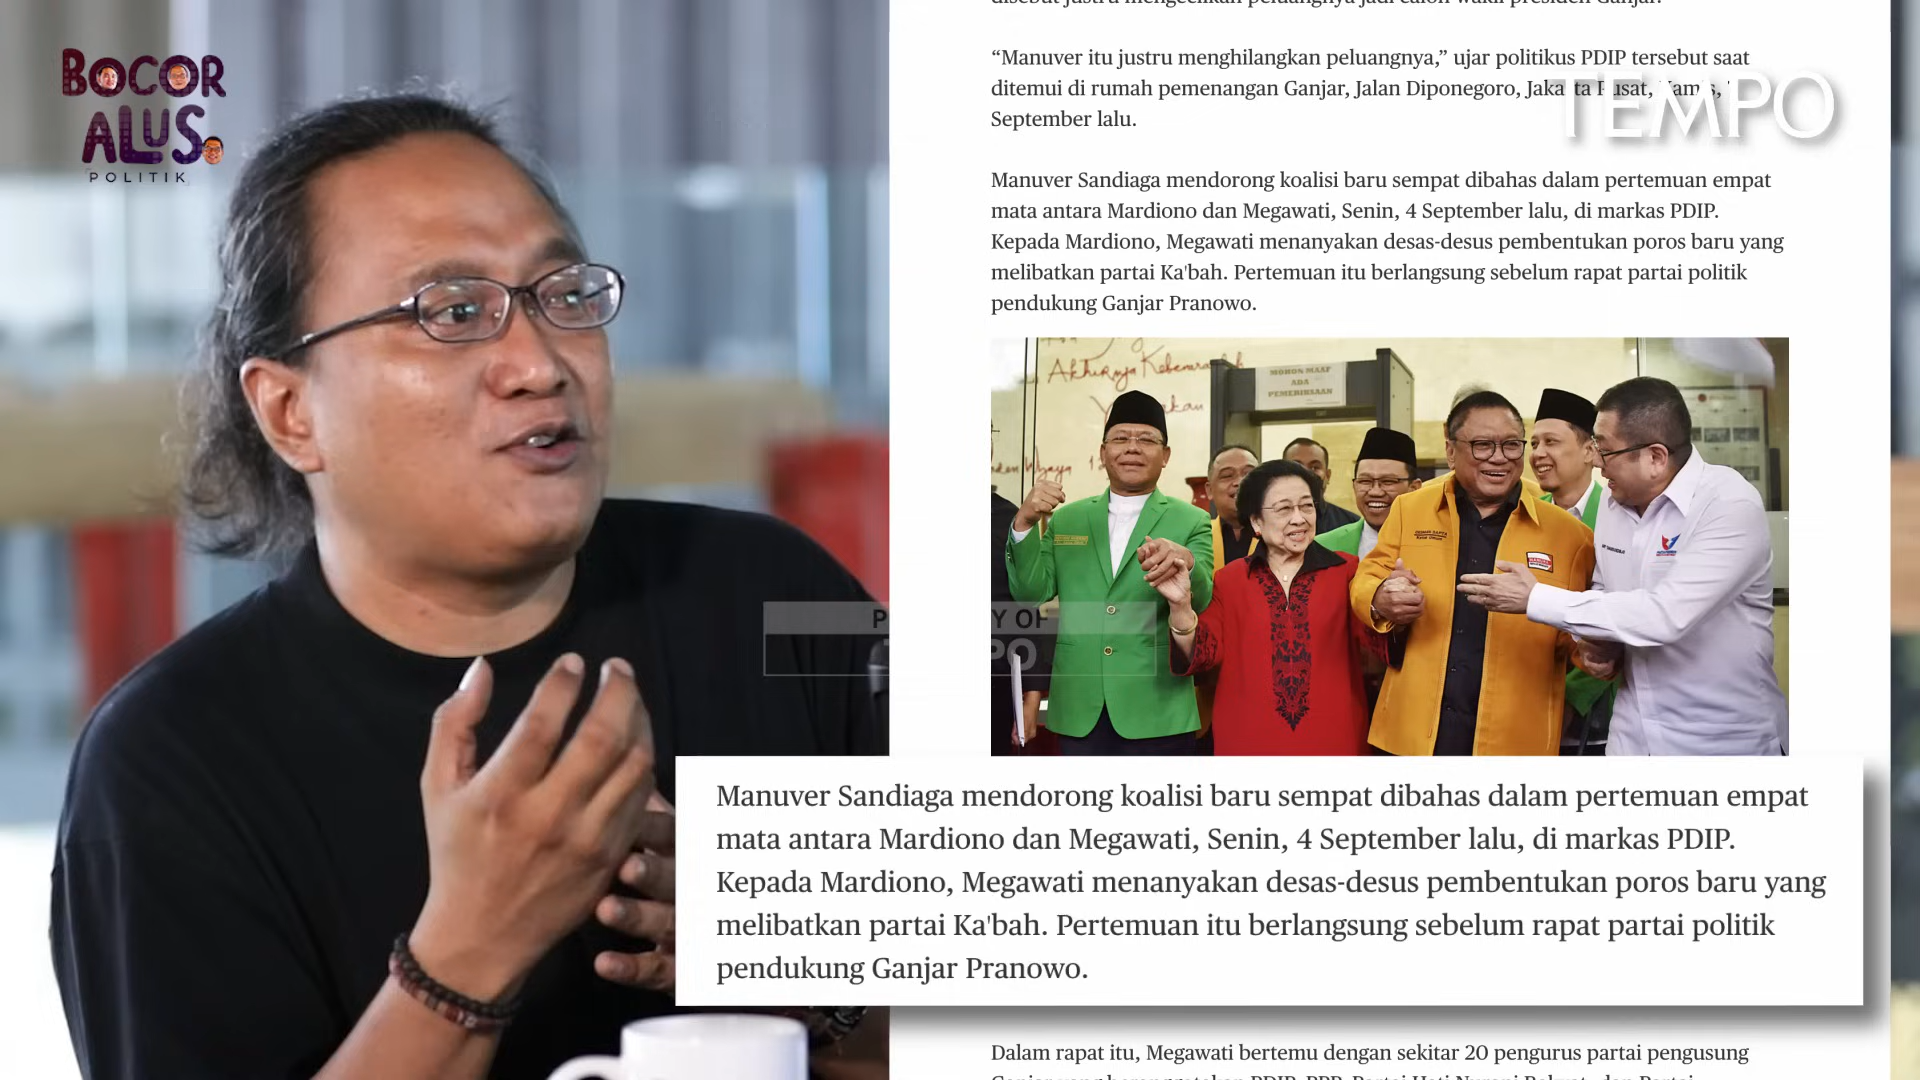 BOCOR
ALUS
POLITIK
TEMPO
“Manuver itu justru menghilangkan peluangnya,” ujar politikus PDIP tersebut saat
ditemui di rumah pemenangan Ganjar, Jalan Diponegoro, Jakarta Pusat, Kamis,
September lalu.
Manuver Sandiaga mendorong koalisi baru sempat dibahas dalam pertemuan empat
mata antara Mardiono dan Megawati, Senin, 4 September lalu, di markas PDIP.
Kepada Mardiono, Megawati menanyakan desas-desus pembentukan poros baru yang
melibatkan partai Ka'bah. Pertemuan itu berlangsung sebelum rapat partai politik
pendukung Ganjar Pranowo.
Akhirnya
MOHON MAAF
ADA
PEMERIKSAAN
Y OF
PO
Manuver Sandiaga mendorong koalisi baru sempat dibahas dalam pertemuan empat
mata antara Mardiono dan Megawati, Senin, 4 September lalu, di markas PDIP.
Kepada Mardiono, Megawati menanyakan desas-desus pembentukan poros baru yang
melibatkan partai Ka'bah. Pertemuan itu berlangsung sebelum rapat partai politik
pendukung Ganjar Pranowo.
Dalam rapat itu, Megawati bertemu dengan sekitar 20 pengurus partai pengusung